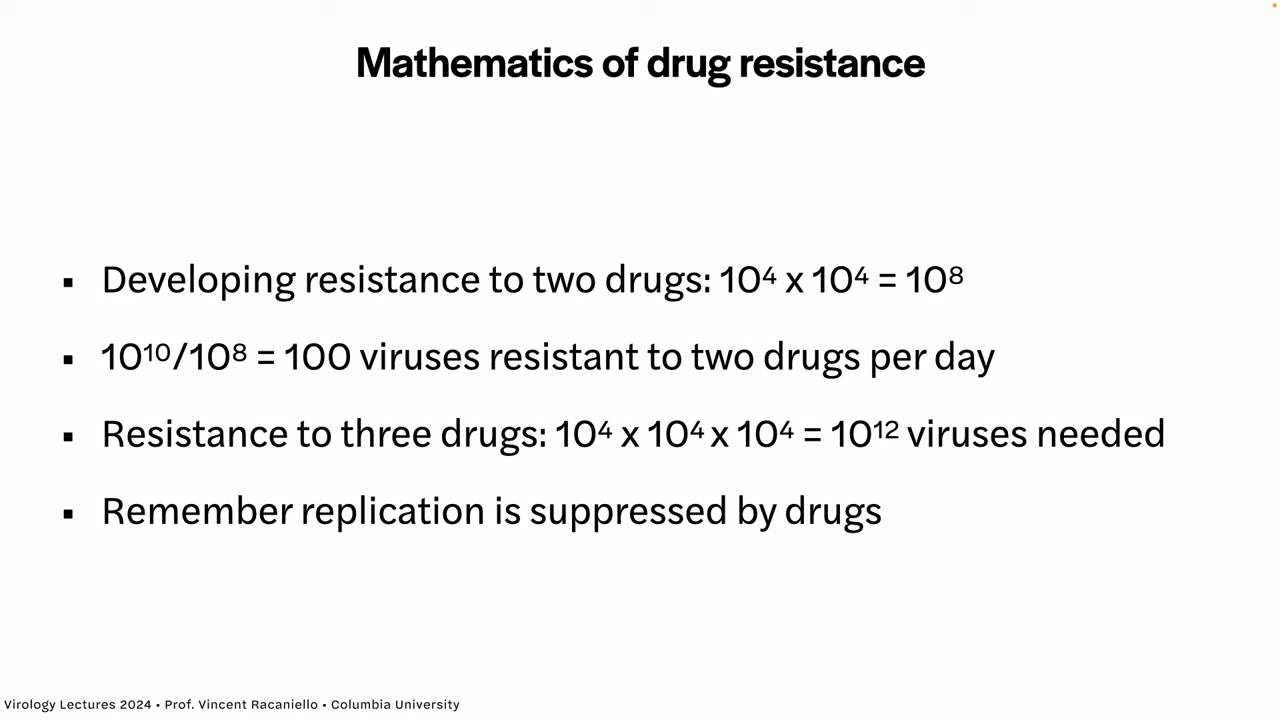 Mathematics of drug resistance
▪ Developing resistance to two drugs: 10⁴ x 10⁴ = 10⁸
▪ 10¹⁰/10⁸ = 100 viruses resistant to two drugs per day
▪ Resistance to three drugs: 10⁴ x 10⁴ x 10⁴ = 10¹² viruses needed
▪ Remember replication is suppressed by drugs
Virology Lectures 2024 • Prof. Vincent Racaniello • Columbia University